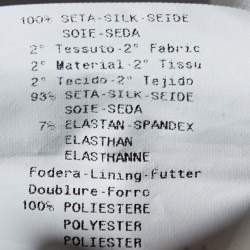 100% SETA-SILK-SEIDE
SOIE-SEDA
2° Tessuto-2° Fabric
2° Material-2° Tissu
2° Tecido-2° Tejido
93% SETA-SILK-SEIDE
SOIE-SEDA
7% ELASTAN-SPANDEX
ELASTHAN
ELASTHANNE
Fodera-Lining-Futter
Doublure-Forro
100% POLIESTERE
POLYESTER
POLIESTER